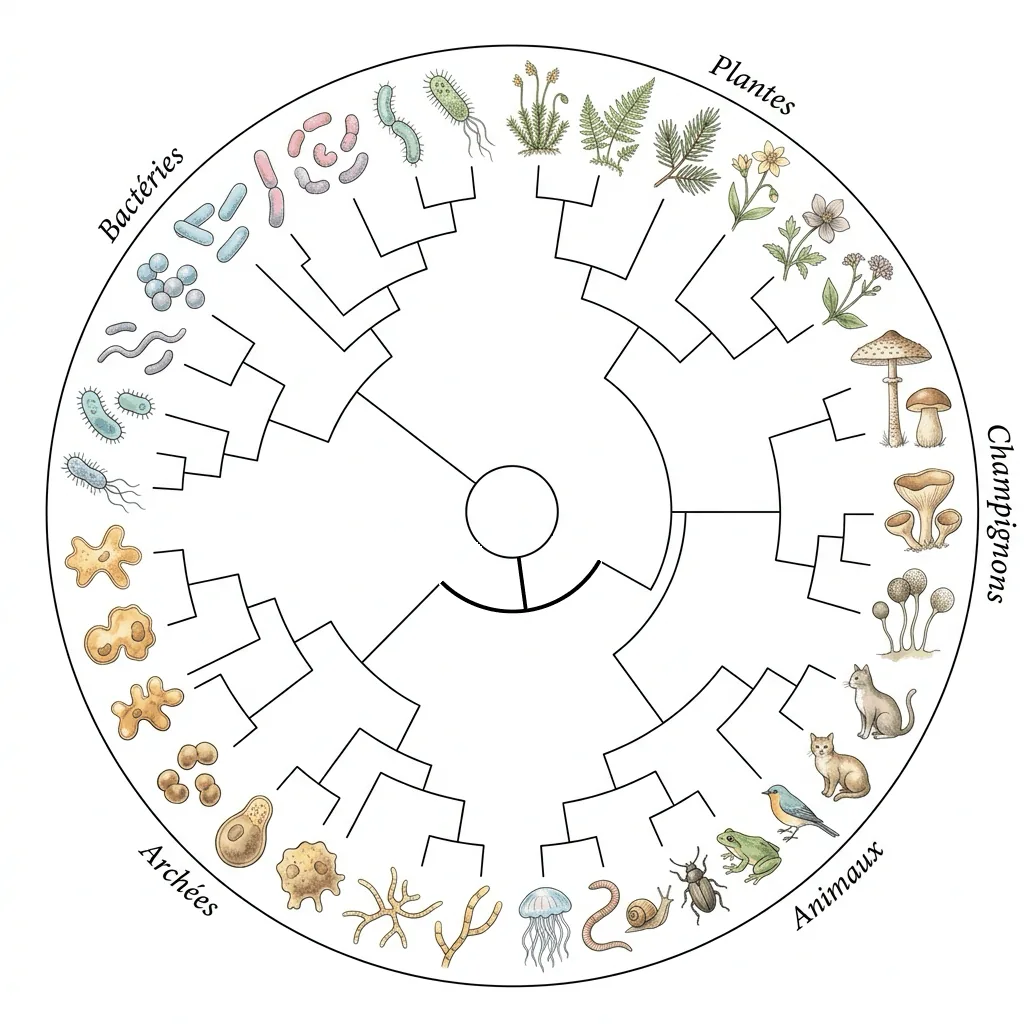 Plantes
Bactéries
Champignons
Archées
Animaux